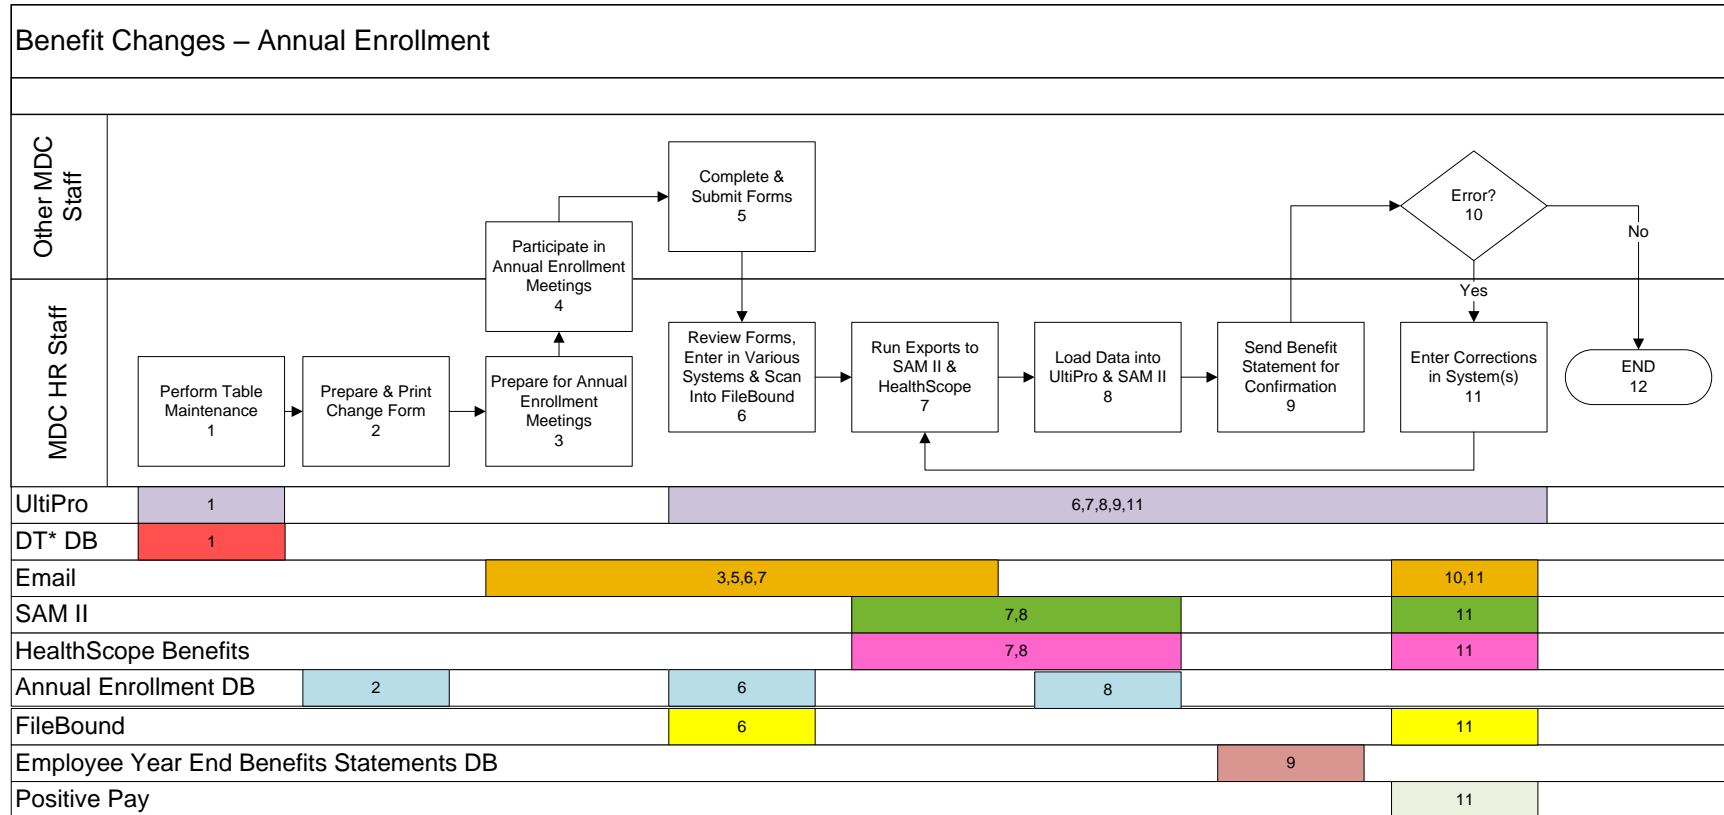 Benefit Changes – Annual Enrollment
Other MDC
Staff
Complete &
Submit Forms
5
Error?
10
No
Participate in
Annual Enrollment
Meetings
4
Yes
MDC HR Staff
Perform Table
Maintenance
1
Prepare & Print
Change Form
2
Prepare for Annual
Enrollment
Meetings
3
Review Forms,
Enter in Various
Systems & Scan
Into FileBound
6
Run Exports to
SAM II &
HealthScope
7
Load Data into
UltiPro & SAM II
8
Send Benefit
Statement for
Confirmation
9
Enter Corrections
in System(s)
11
END
12
UltiPro
1
6,7,8,9,11
DT* DB
1
Email
3,5,6,7
10,11
SAM II
7,8
11
HealthScope Benefits
7,8
11
Annual Enrollment DB
2
6
8
FileBound
6
11
Employee Year End Benefits Statements DB
9
Positive Pay
11